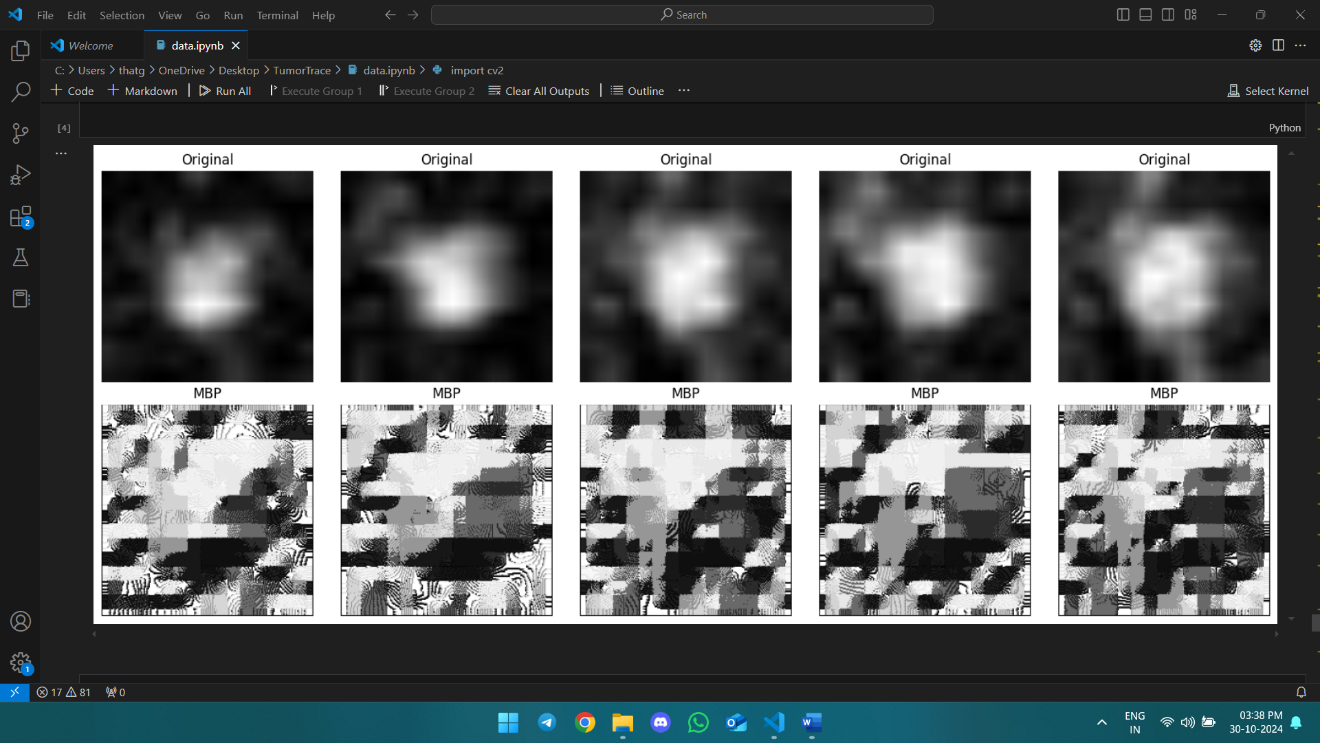 File Edit Selection View Go Run Terminal Help Search
Welcome data.ipynb
C: > Users > thatg > OneDrive > Desktop > TumorTrace > data.ipynb > import cv2
Code Markdown Run All Execute Group 1 Execute Group 2 Clear All Outputs Outline ... Select Kernel
[4] Python
Original Original Original Original Original
MBP MBP MBP MBP MBP
2
1
17 81 0
ENG 03:38 PM
IN 30-10-2024